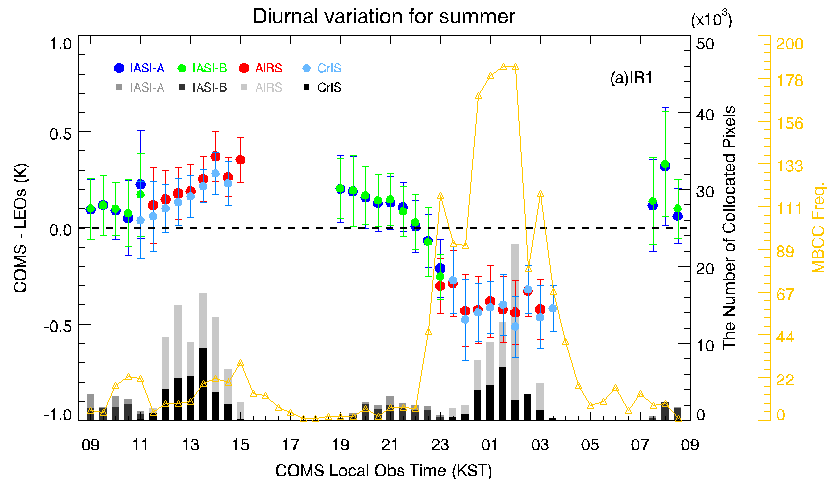 Diurnal variation for summer
(x10³)
1.0
0.5
0.0
-0.5
-1.0
COMS - LEOs (K)
IASI-A IASI-B AIRS CrIS
IASI-A IASI-B AIRS CrIS
(a)IR1
50
40
30
20
10
0
The Number of Collocated Pixels
200
178
156
133
111
89
67
44
22
0
MBCC Freq.
09 11 13 15 17 19 21 23 01 03 05 07 09
COMS Local Obs Time (KST)